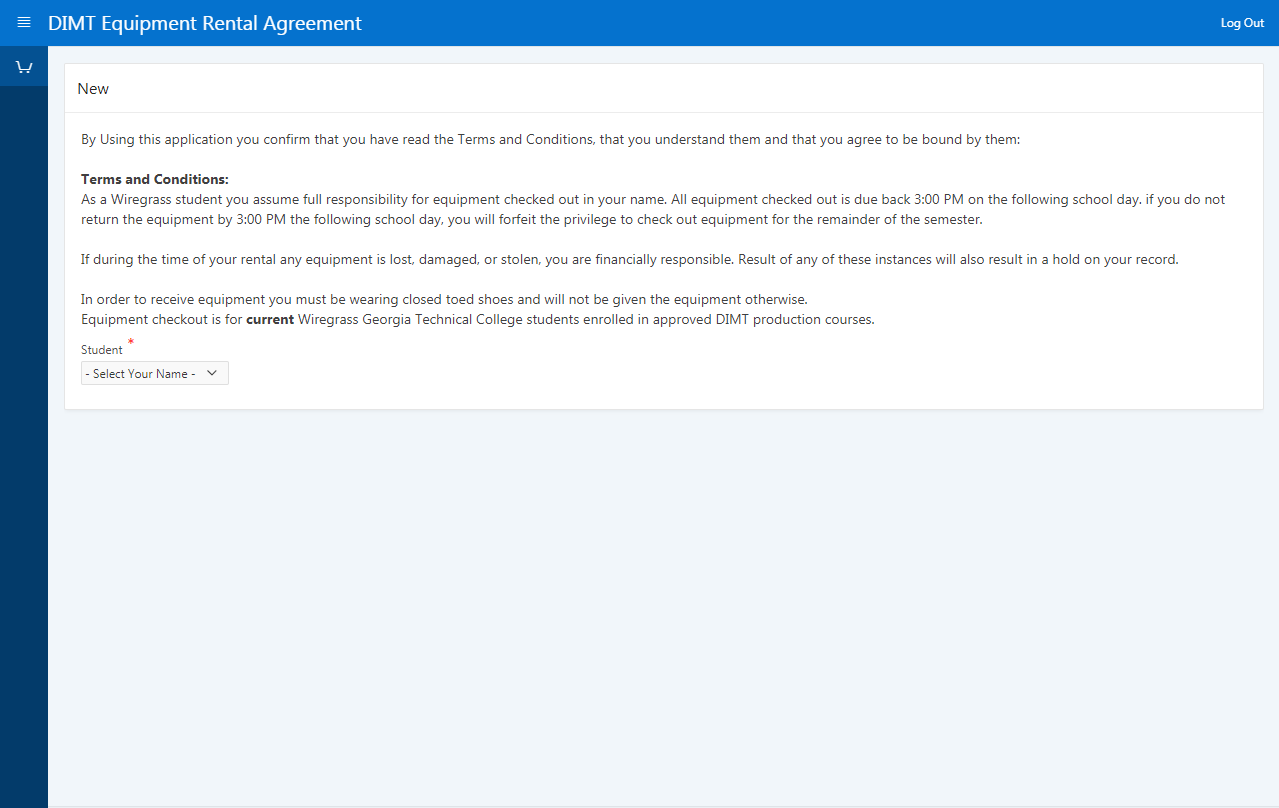 DIMT Equipment Rental Agreement
Log Out
New
By Using this application you confirm that you have read the Terms and Conditions, that you understand them and that you agree to be bound by them:
Terms and Conditions:
As a Wiregrass student you assume full responsibility for equipment checked out in your name. All equipment checked out is due back 3:00 PM on the following school day. if you do not
return the equipment by 3:00 PM the following school day, you will forfeit the privilege to check out equipment for the remainder of the semester.
If during the time of your rental any equipment is lost, damaged, or stolen, you are financially responsible. Result of any of these instances will also result in a hold on your record.
In order to receive equipment you must be wearing closed toed shoes and will not be given the equipment otherwise.
Equipment checkout is for current Wiregrass Georgia Technical College students enrolled in approved DIMT production courses.
Student *
- Select Your Name -